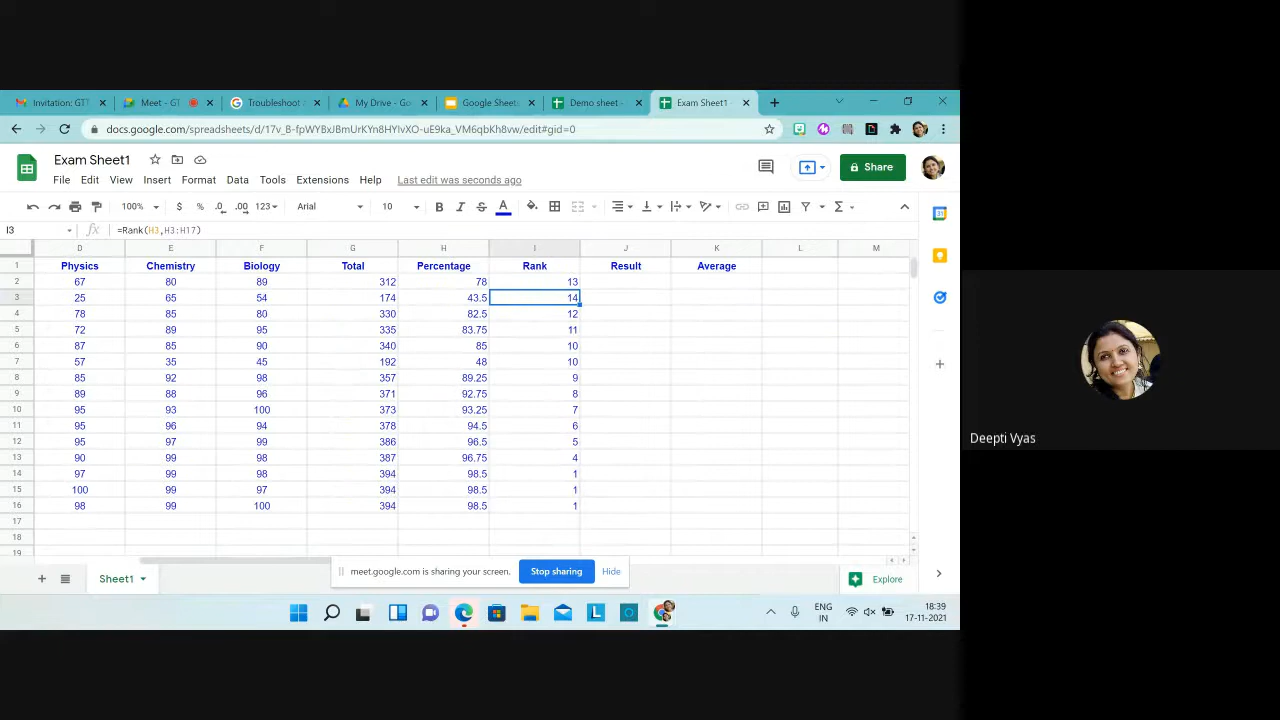 Invitation: GTT
Meet - GT
Troubleshoot
My Drive - Go
Google Sheets
Demo sheet -
Exam Sheet1 -
docs.google.com/spreadsheets/d/17v_B-fpWYBxJBmUrKYn8HYlvXO-uE9ka_VM6qbKh8vw/edit#gid=0
Exam Sheet1
File Edit View Insert Format Data Tools Extensions Help Last edit was seconds ago
Share
100% $ % .0 .00 123 Arial 10 B I S A Σ
I3 fx =Rank(H3,H3:H17)
D E F G H I J K L M
1 Physics Chemistry Biology Total Percentage Rank Result Average
2 67 80 89 312 78 13
3 25 65 54 174 43.5 14
4 78 85 80 330 82.5 12
5 72 89 95 335 83.75 11
6 87 85 90 340 85 10
7 57 35 45 192 48 10
8 85 92 98 357 89.25 9
9 89 88 96 371 92.75 8
10 95 93 100 373 93.25 7
11 95 96 94 378 94.5 6
12 95 97 99 386 96.5 5
13 90 99 98 387 96.75 4
14 97 99 98 394 98.5 1
15 100 99 97 394 98.5 1
16 98 99 100 394 98.5 1
17
18
19
meet.google.com is sharing your screen. Stop sharing Hide
Sheet1
Explore
ENG
IN
18:39
17-11-2021
Deepti Vyas